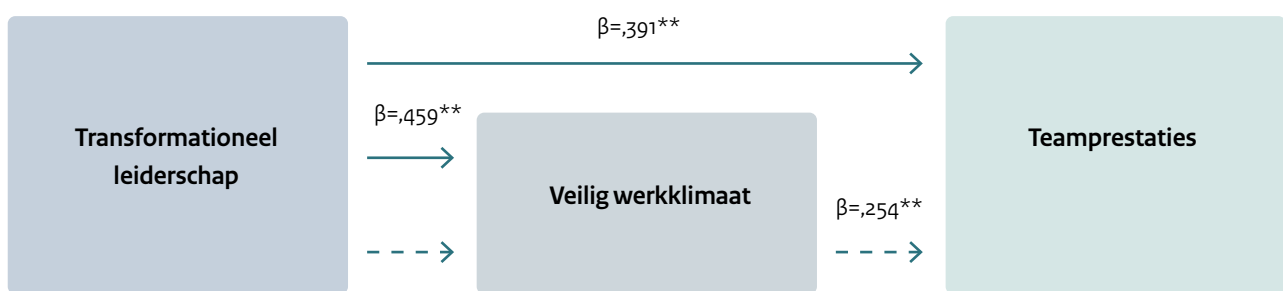 β=,391**
β=,459**
Transformationeel
leiderschap
Teamprestaties
Veilig werkklimaat
β=,254**